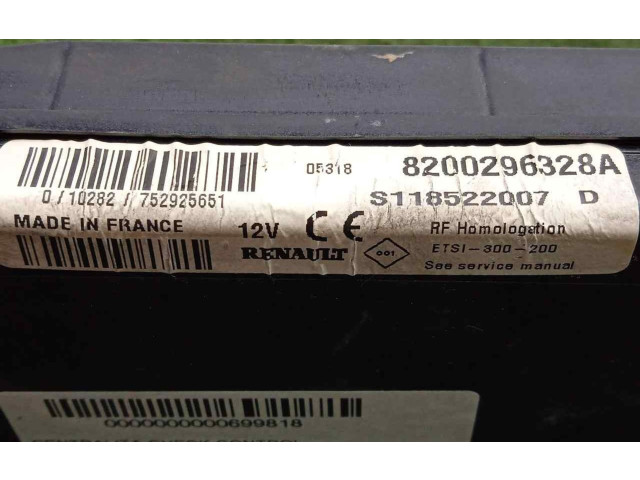 05318 8200296328A
0/10282/752925651 S118522007 D
MADE IN FRANCE 12V CE RF Homologation
RENAULT 001 ETSI-300-200
See service manual
0000000000699818